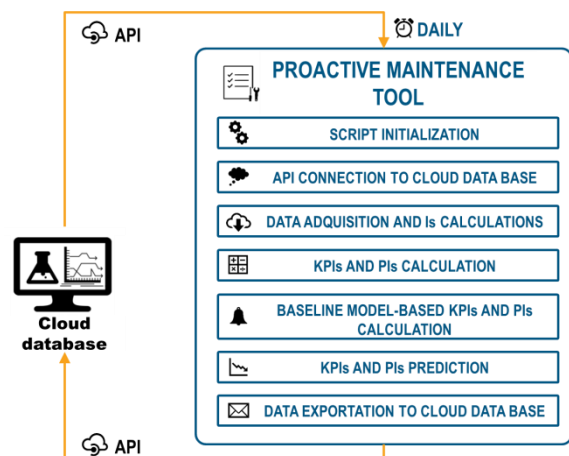 API
DAILY
PROACTIVE MAINTENANCE
TOOL
SCRIPT INITIALIZATION
API CONNECTION TO CLOUD DATA BASE
DATA ADQUISITION AND Is CALCULATIONS
KPIs AND PIs CALCULATION
BASELINE MODEL-BASED KPIs AND PIs
CALCULATION
KPIs AND PIs PREDICTION
DATA EXPORTATION TO CLOUD DATA BASE
Cloud
database
API